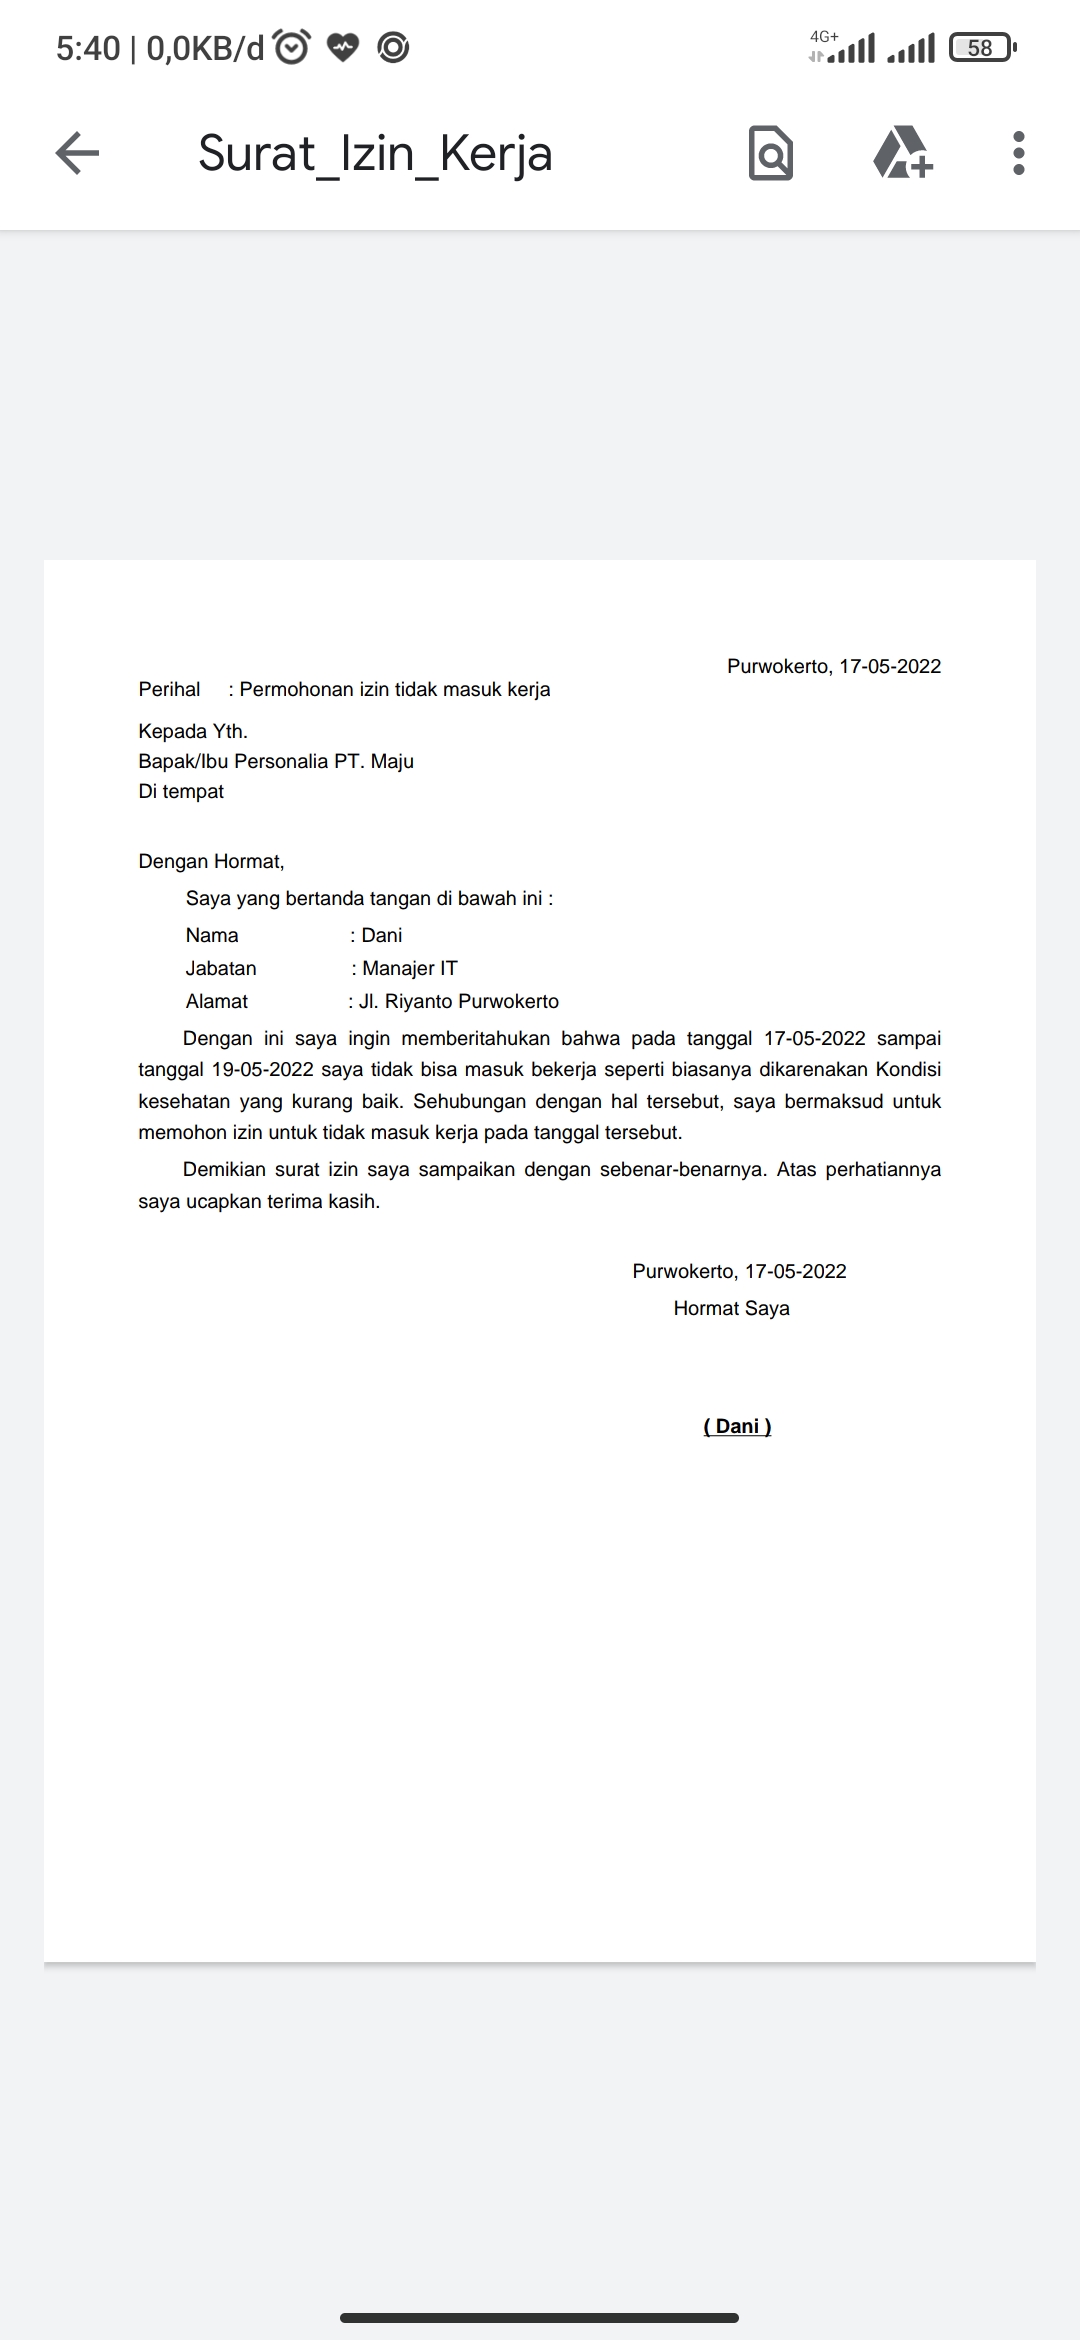 5:40 | 0,0KB/d
4G+
58
Surat_Izin_Kerja
Purwokerto, 17-05-2022
Perihal : Permohonan izin tidak masuk kerja
Kepada Yth.
Bapak/Ibu Personalia PT. Maju
Di tempat
Dengan Hormat,
Saya yang bertanda tangan di bawah ini :
Nama : Dani
Jabatan : Manajer IT
Alamat : Jl. Riyanto Purwokerto
Dengan ini saya ingin memberitahukan bahwa pada tanggal 17-05-2022 sampai
tanggal 19-05-2022 saya tidak bisa masuk bekerja seperti biasanya dikarenakan Kondisi
kesehatan yang kurang baik. Sehubungan dengan hal tersebut, saya bermaksud untuk
memohon izin untuk tidak masuk kerja pada tanggal tersebut.
Demikian surat izin saya sampaikan dengan sebenar-benarnya. Atas perhatiannya
saya ucapkan terima kasih.
Purwokerto, 17-05-2022
Hormat Saya
( Dani )